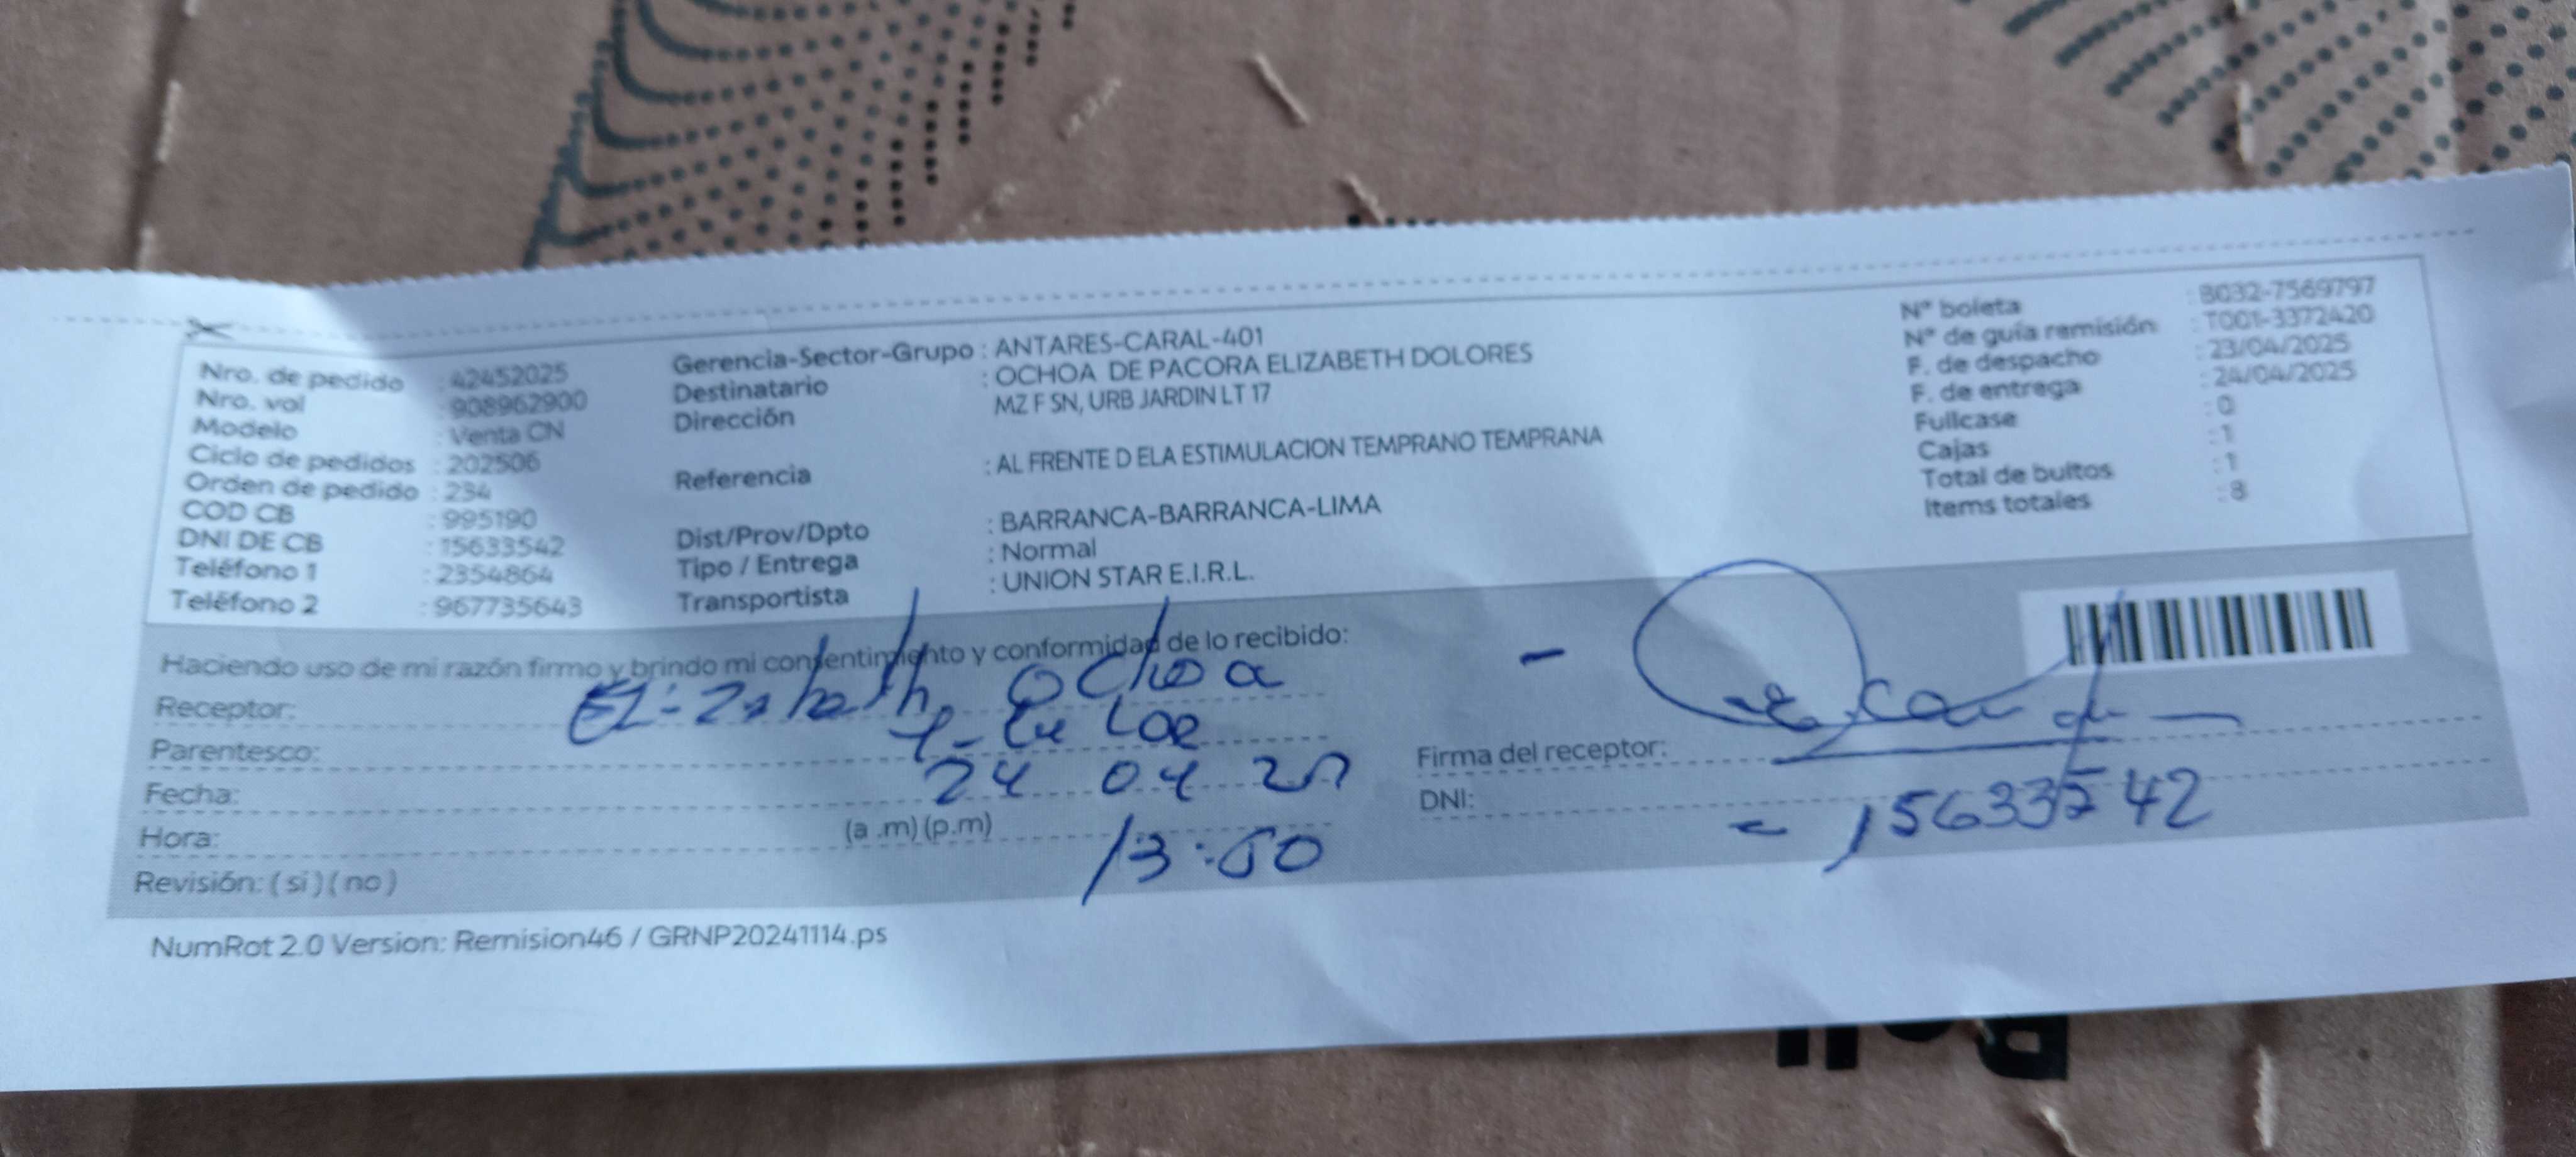 Nro. de pedido : 42452025
Nro. vol : 908962900
Modelo : Venta CN
Ciclo de pedidos : 202506
Orden de pedido : 234
COD CB : 995190
DNI DE CB : 15633542
Teléfono 1 : 2354864
Teléfono 2 : 967735643
Gerencia-Sector-Grupo : ANTARES-CARAL-401
Destinatario : OCHOA DE PACORA ELIZABETH DOLORES
Dirección MZ F SN, URB JARDIN LT 17
Referencia : AL FRENTE D ELA ESTIMULACION TEMPRANO TEMPRANA
Dist/Prov/Dpto : BARRANCA-BARRANCA-LIMA
Tipo / Entrega : Normal
Transportista : UNION STAR E.I.R.L.
N° boleta : B032-7569797
N° de guía remisión : T001-3372420
F. de despacho : 23/04/2025
F. de entrega : 24/04/2025
Fullcase : 0
Cajas : 1
Total de bultos : 1
Items totales : 8
Haciendo uso de mi razón firmo y brindo mi consentimiento y conformidad de lo recibido:
Receptor: Elizabeth Ochoa
Parentesco:
Fecha: 24 04 25
Hora: (a .m) (p.m) 13:50
Revisión: ( si ) ( no )
Firma del receptor:
DNI: 15633542
NumRot 2.0 Version: Remision46 / GRNP20241114.ps